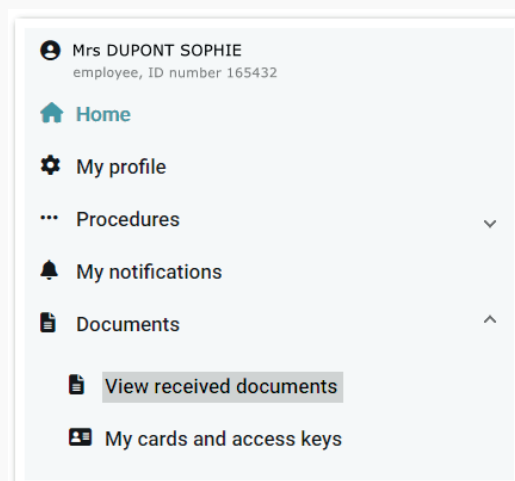 Mrs DUPONT SOPHIE
employee, ID number 165432
Home
My profile
Procedures
My notifications
Documents
View received documents
My cards and access keys